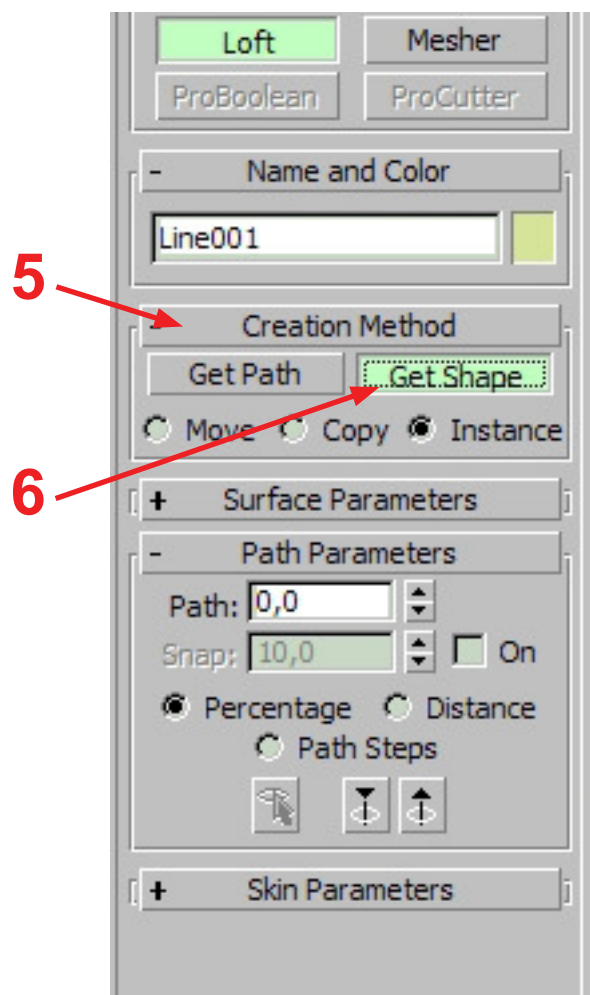 Loft Mesher
ProBoolean ProCutter
- Name and Color
Line001
5
- Creation Method
Get Path Get Shape
Move Copy Instance
6
+ Surface Parameters
- Path Parameters
Path: 0,0
Snap: 10,0 On
Percentage Distance
Path Steps
+ Skin Parameters